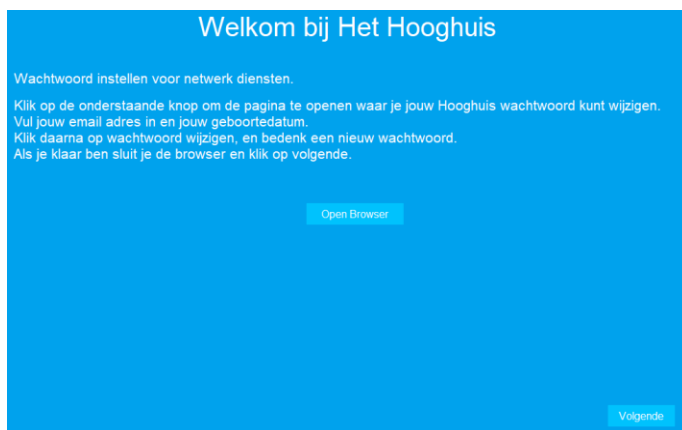 Welkom bij Het Hooghuis
Wachtwoord instellen voor netwerk diensten.
Klik op de onderstaande knop om de pagina te openen waar je jouw Hooghuis wachtwoord kunt wijzigen.
Vul jouw email adres in en jouw geboortedatum.
Klik daarna op wachtwoord wijzigen, en bedenk een nieuw wachtwoord.
Als je klaar ben sluit je de browser en klik op volgende.
Open Browser
Volgende